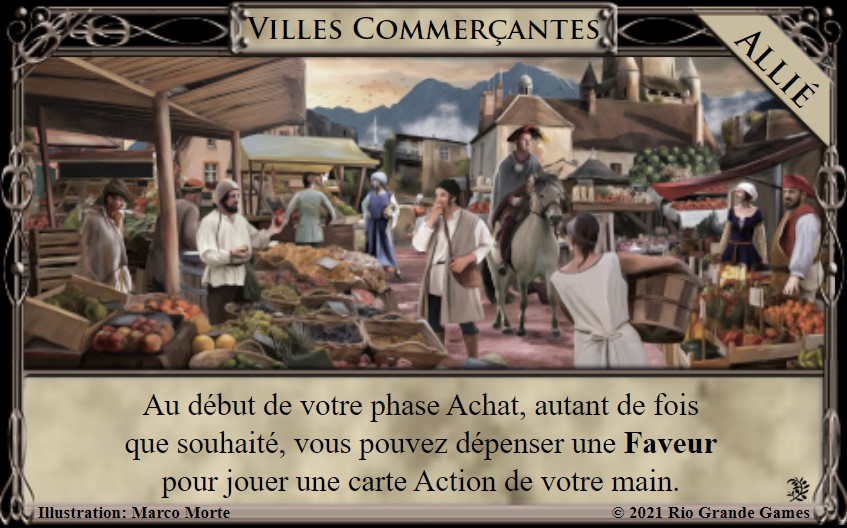 Villes Commerçantes
Allié
Au début de votre phase Achat, autant de fois
que souhaité, vous pouvez dépenser une Faveur
pour jouer une carte Action de votre main.
Illustration: Marco Morte
© 2021 Rio Grande Games